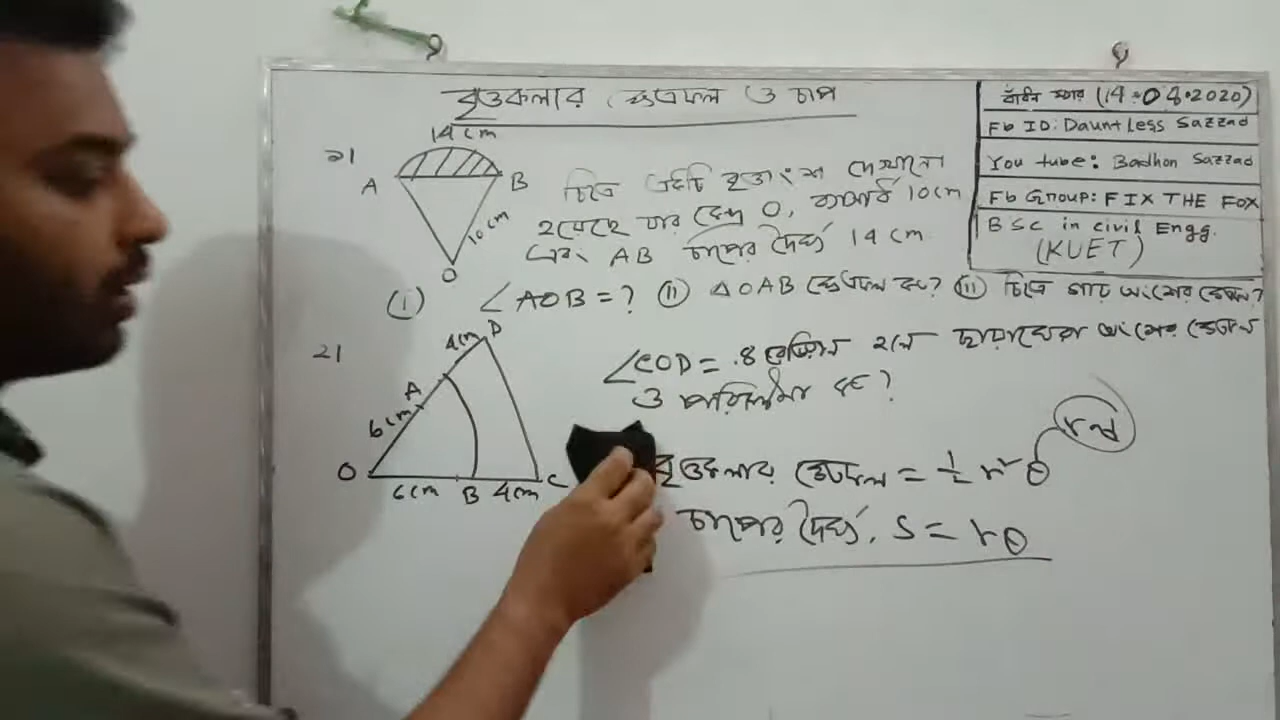 বৃত্তকলার ক্ষেত্রফল ও চাপ
বাঁধন স্যার (14.04.2020)
Fb ID: Dauntless Sazzad
You tube: Badhon Sazzad
Fb Group: FIX THE FOX
BSc in civil Engg.
(KUET)
১। 14 cm
A B
10 cm
O
চিত্রে একটি বৃত্তাংশ দেখানো
হয়েছে যার কেন্দ্র O, ব্যাসার্ধ 10cm
এবং AB চাপের দৈর্ঘ্য 14 cm
(i) ∠AOB = ? (ii) ΔOAB ক্ষেত্রফল কত? (iii) চিত্রে গাঢ় অংশের ক্ষেত্রফল?
২। 4cm D
A
6cm
O 6cm B 4cm C
∠COD = .8 রেডিয়ান হলে ছায়াঘেরা অংশের ক্ষেত্রফল
ও পরিসীমা কত?
বৃত্তকলার ক্ষেত্রফল = ½ r² θ rad
চাপের দৈর্ঘ্য, S = rθ